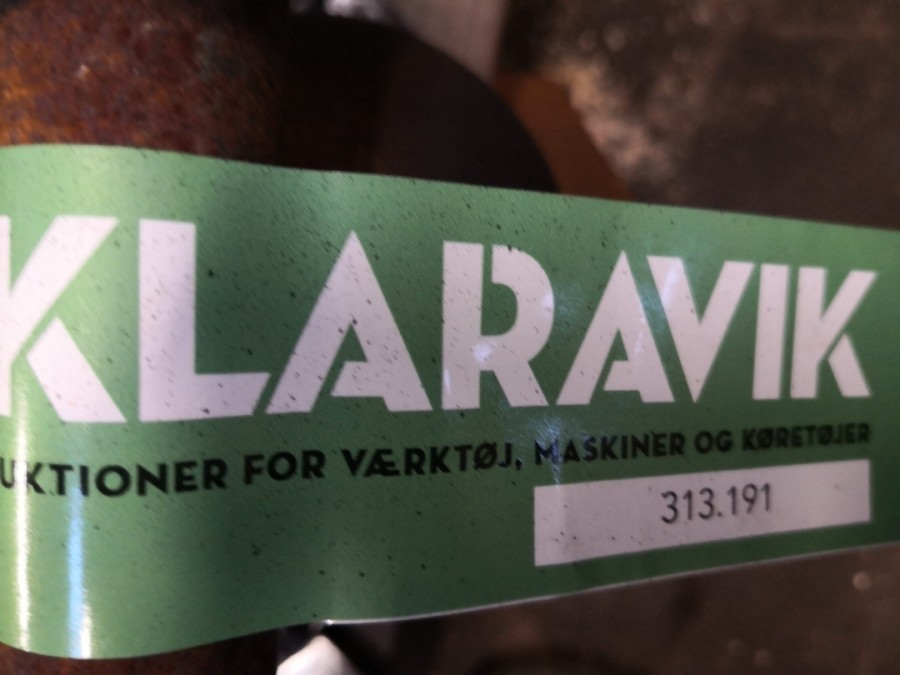 KLARAVIK
UKTIONER FOR VÆRKTØJ, MASKINER OG KØRETØJER
313.191